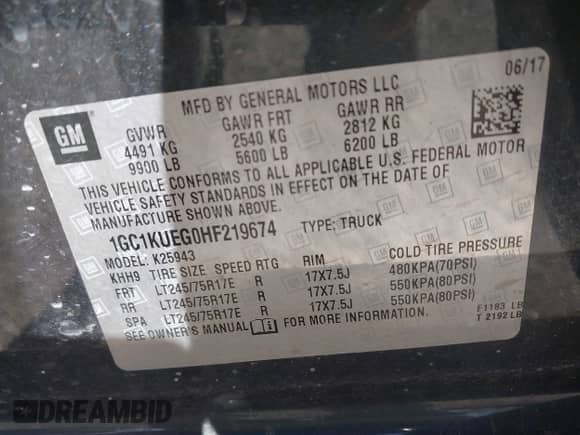 06/17
MFD BY GENERAL MOTORS LLC
GM
GVWR GAWR FRT GAWR RR
4491 KG 2540 KG 2812 KG
9900 LB 5600 LB 6200 LB
THIS VEHICLE CONFORMS TO ALL APPLICABLE U.S. FEDERAL MOTOR
VEHICLE SAFETY STANDARDS IN EFFECT ON THE DATE OF
MANUFACTURE SHOWN ABOVE.
1GC1KUEG0HF219674 TYPE: TRUCK
MODEL: K25943
KHH9 TIRE SIZE SPEED RTG RIM COLD TIRE PRESSURE
FRT LT245/75R17E R 17X7.5J 480KPA(70PSI)
RR LT245/75R17E R 17X7.5J 550KPA(80PSI)
SPA LT245/75R17E R 17X7.5J 550KPA(80PSI)
SEE OWNER'S MANUAL FOR MORE INFORMATION.
F1183 LB
T 2192 LB
DREAMBID